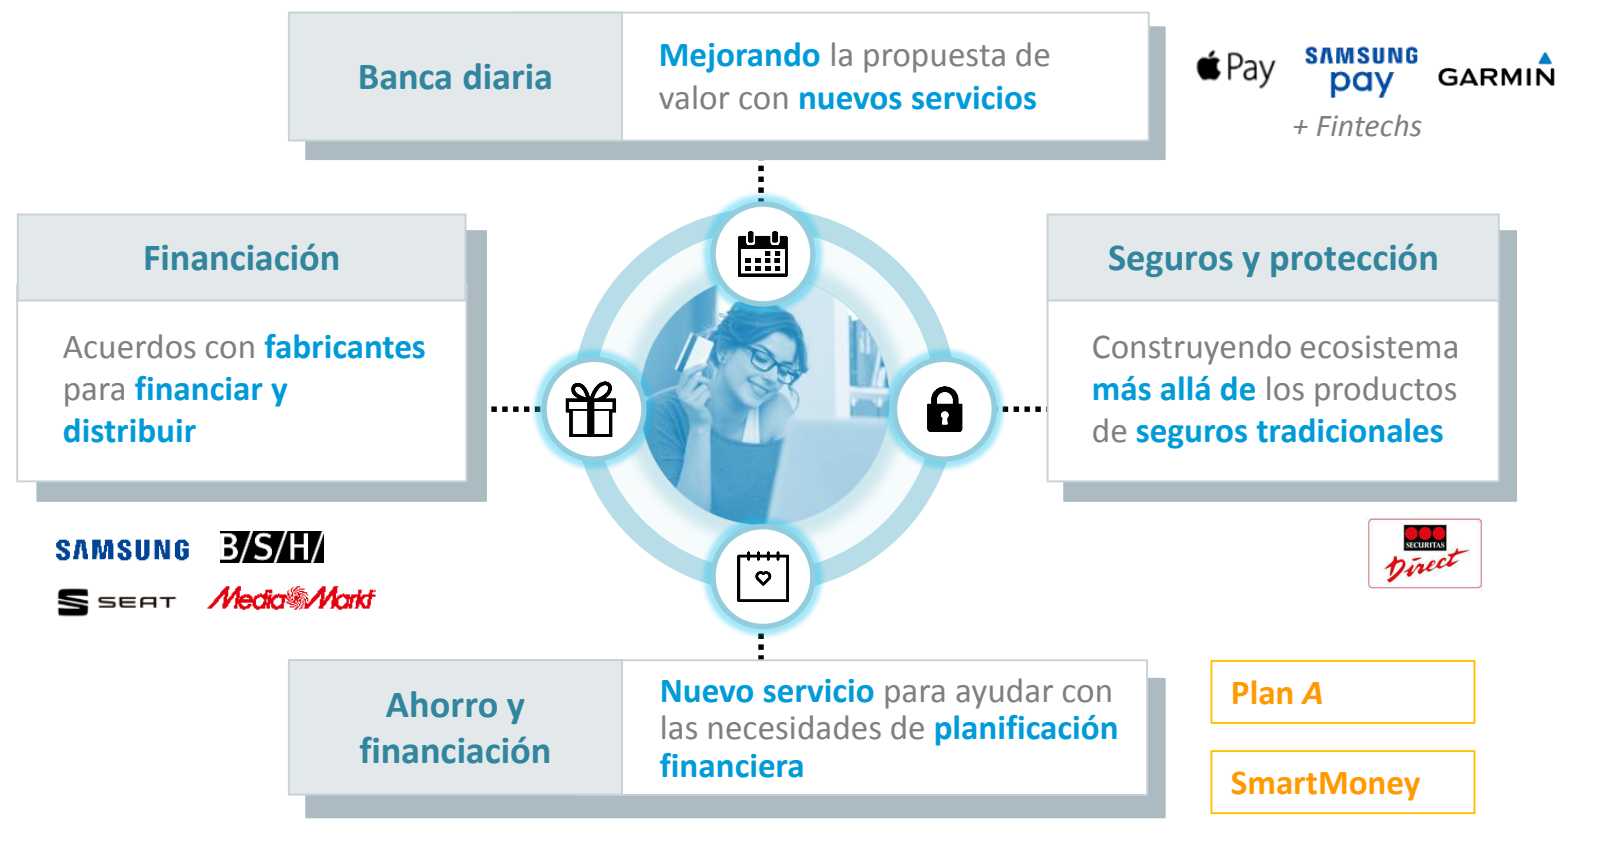 Banca diaria
Mejorando la propuesta de
valor con nuevos servicios
Pay
SAMSUNG
pay
GARMIN
+ Fintechs
Financiación
Acuerdos con fabricantes
para financiar y
distribuir
SAMSUNG
B/S/H/
SEAT
Media Markt
Seguros y protección
Construyendo ecosistema
más allá de los productos
de seguros tradicionales
SECURITAS
Direct
Ahorro y
financiación
Nuevo servicio para ayudar con
las necesidades de planificación
financiera
Plan A
SmartMoney